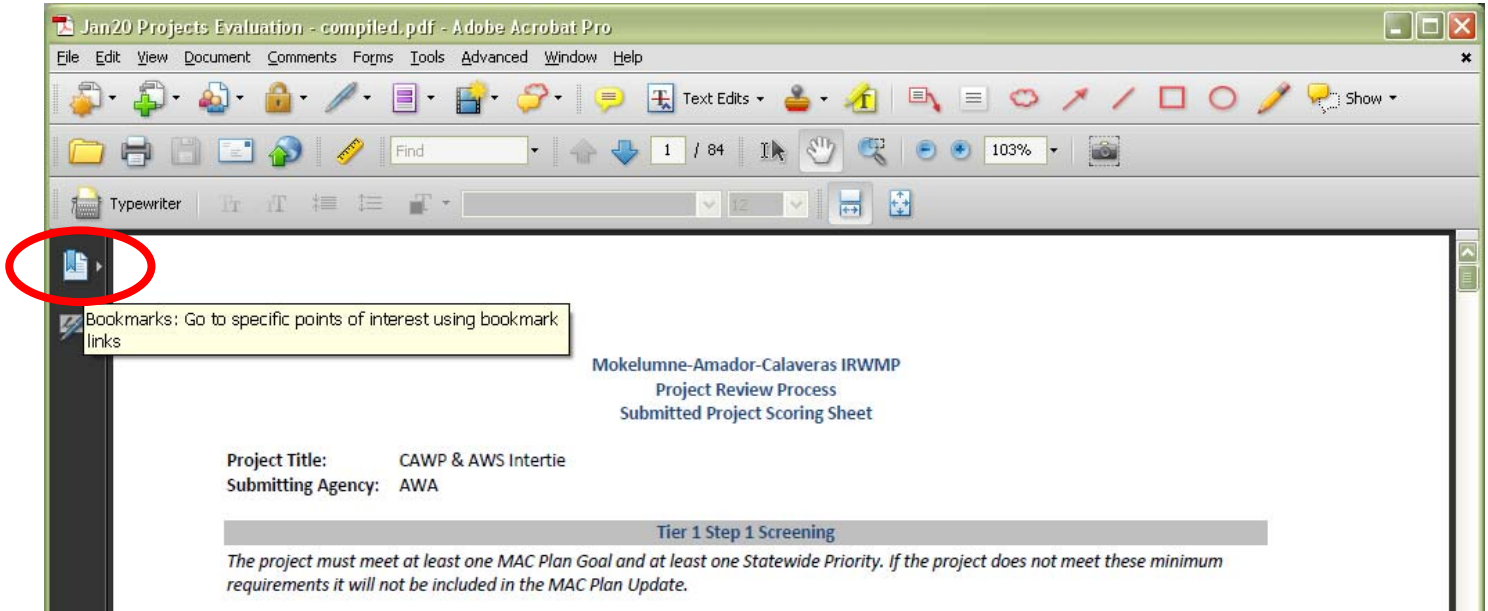 Jan20 Projects Evaluation - compiled.pdf - Adobe Acrobat Pro
File Edit View Document Comments Forms Tools Advanced Window Help
Text Edits Show
Find 1 / 84 103%
Typewriter 12
Bookmarks: Go to specific points of interest using bookmark
links
Mokelumne-Amador-Calaveras IRWMP
Project Review Process
Submitted Project Scoring Sheet
Project Title: CAWP & AWS Intertie
Submitting Agency: AWA
Tier 1 Step 1 Screening
The project must meet at least one MAC Plan Goal and at least one Statewide Priority. If the project does not meet these minimum
requirements it will not be included in the MAC Plan Update.